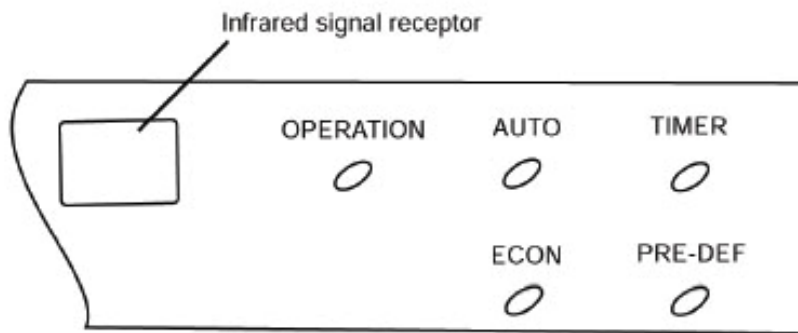 Infrared signal receptor
OPERATION AUTO TIMER
ECON PRE-DEF